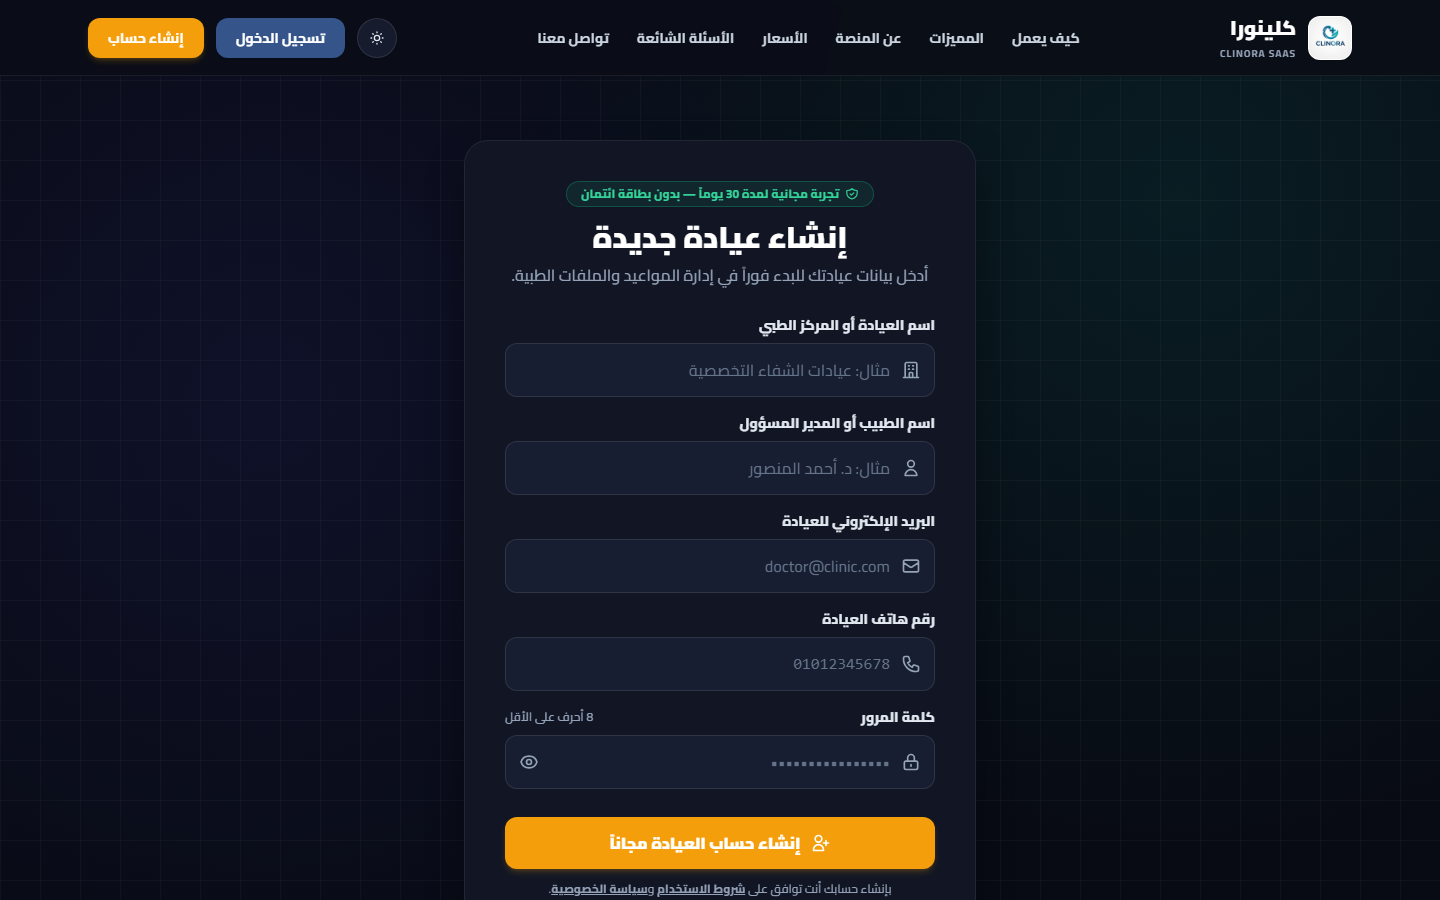 كلينورا
CLINORA SAAS
CLINORA
كيف يعمل
المميزات
عن المنصة
الأسعار
الأسئلة الشائعة
تواصل معنا
تسجيل الدخول
إنشاء حساب
تجربة مجانية لمدة 30 يوماً — بدون بطاقة ائتمان
إنشاء عيادة جديدة
أدخل بيانات عيادتك للبدء فوراً في إدارة المواعيد والملفات الطبية.
اسم العيادة أو المركز الطبي
مثال: عيادات الشفاء التخصصية
اسم الطبيب أو المدير المسؤول
مثال: د. أحمد المنصور
البريد الإلكتروني للعيادة
doctor@clinic.com
رقم هاتف العيادة
01012345678
كلمة المرور
8 أحرف على الأقل
إنشاء حساب العيادة مجاناً
بإنشاء حسابك أنت توافق على شروط الاستخدام وسياسة الخصوصية.